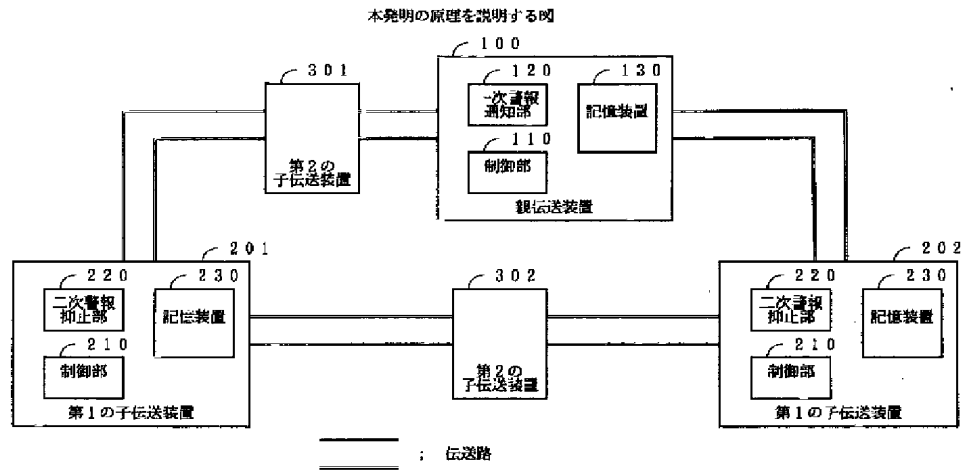 本発明の原理を説明する図
100
301
120
130
一次警報
通知部
記憶装置
110
制御部
第2の
子伝送装置
親伝送装置
201
202
220
230
302
220
230
二次警報
抑止部
記憶装置
二次警報
抑止部
記憶装置
210
210
制御部
第2の
子伝送装置
制御部
第1の子伝送装置
第1の子伝送装置
; 伝送路